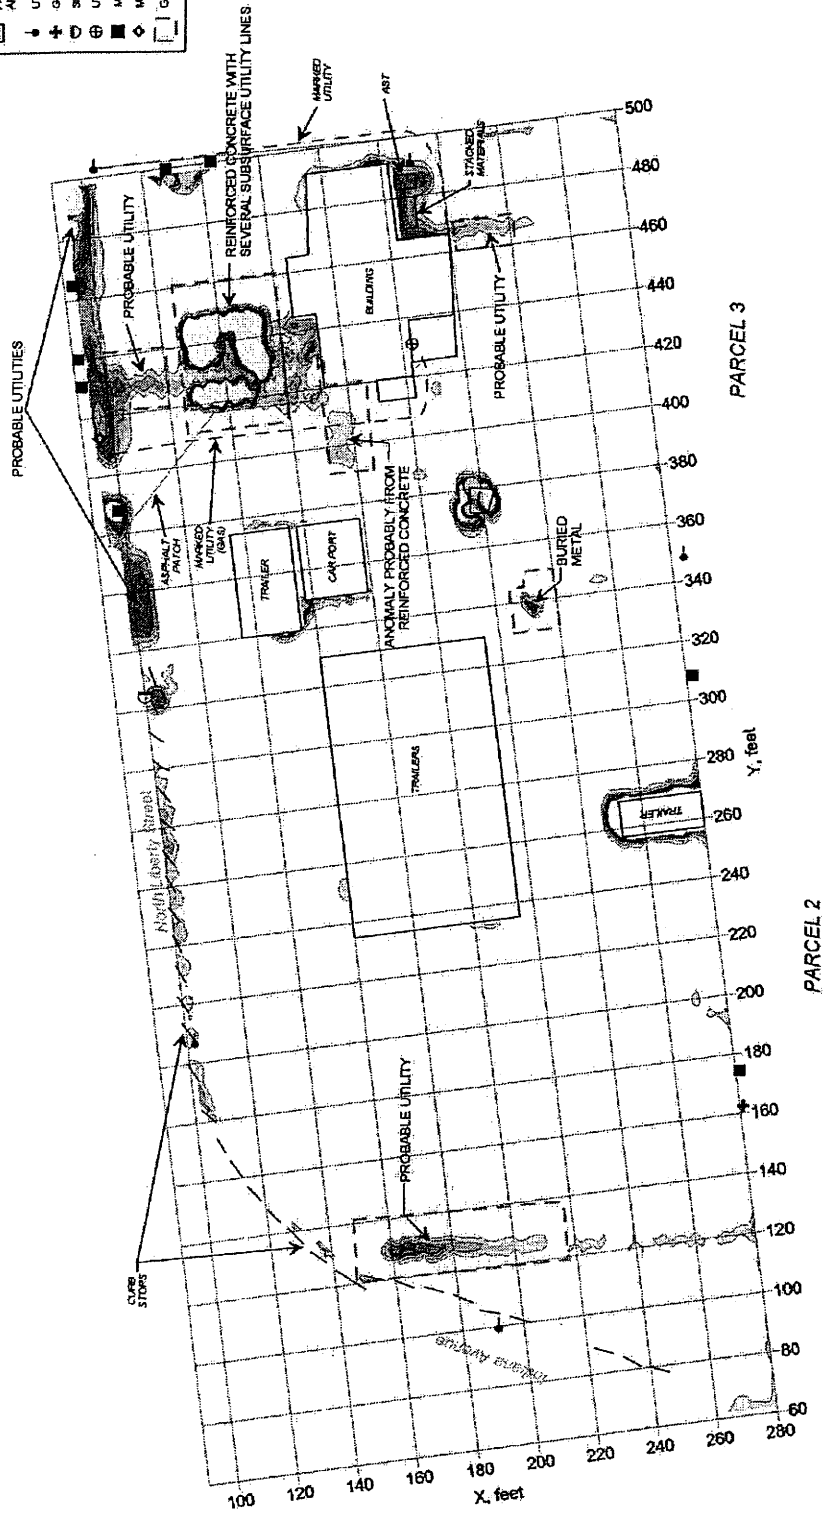 PROBABLE UTILITIES
PROBABLE UTILITY
REINFORCED CONCRETE WITH
SEVERAL SUBSURFACE UTILITY LINES
MARKED
UTILITY
AST
STAGED
MATERIALS
BUILDING
PROBABLE UTILITY
ASPHALT
PATCH
MARKED
UTILITY
(GAS)
TRAILER
CARPORT
ANOMALY PROBABLY FROM
REINFORCED CONCRETE
BURIED
METAL
TRAILERS
TRAILER
North Liberty Street
CURB
STOPS
PROBABLE UTILITY
Indiana Avenue
PARCEL 3
PARCEL 2
500
480
460
440
420
400
380
360
340
320
300
280
260
240
220
200
180
160
140
120
100
80
60
Y, feet
100
120
140
160
180
200
220
240
260
280
X, feet